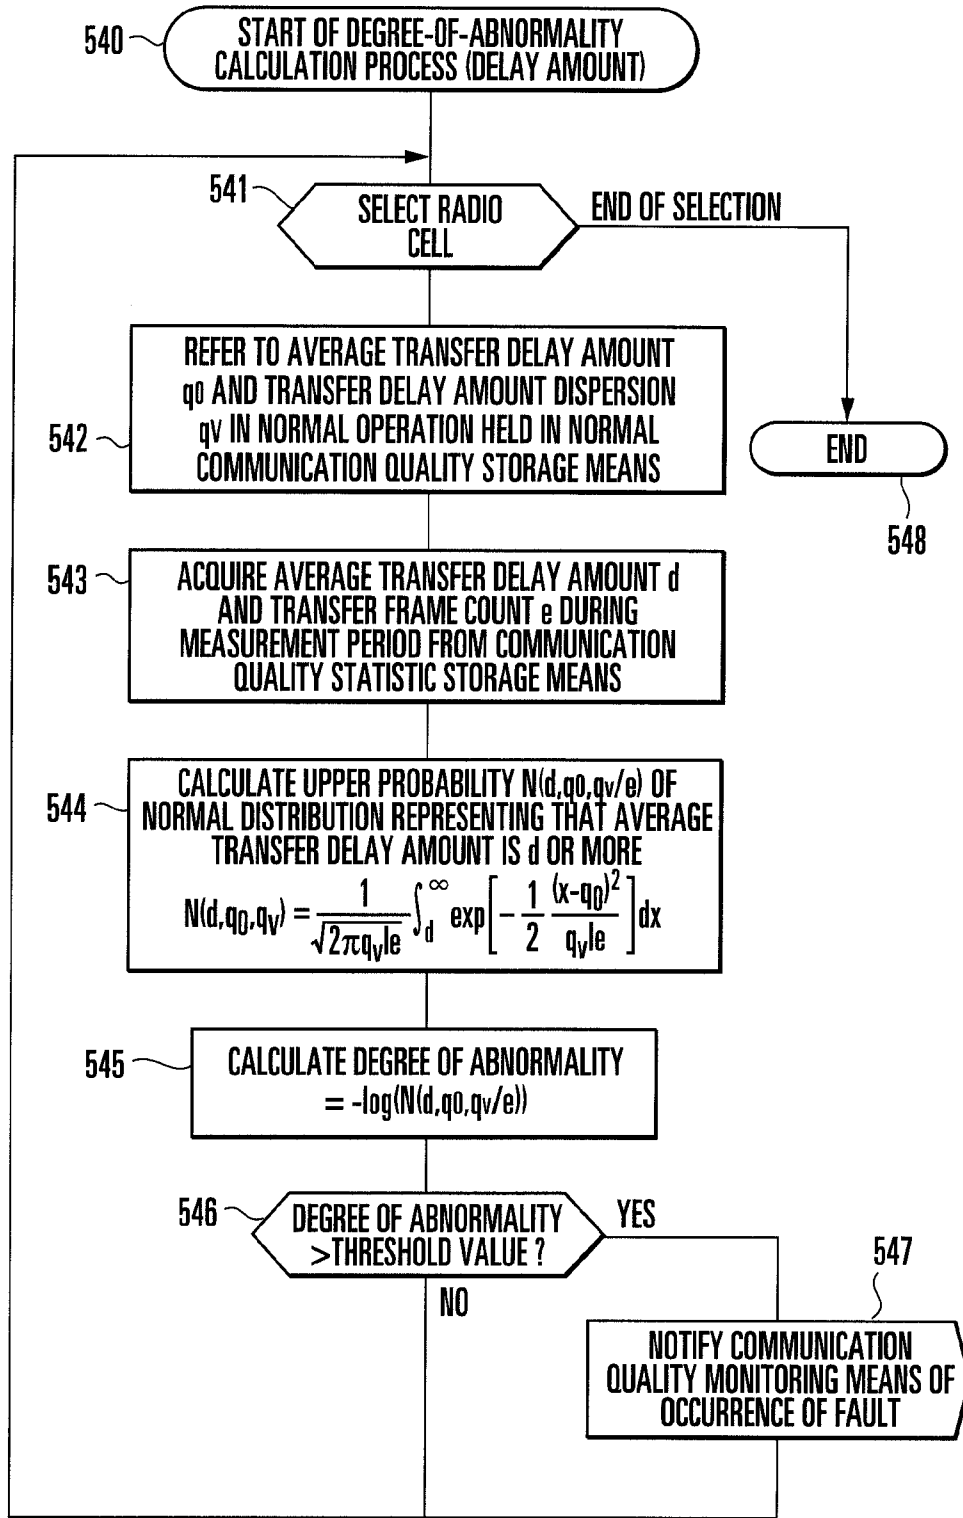 540
START OF DEGREE-OF-ABNORMALITY
CALCULATION PROCESS (DELAY AMOUNT)
541
SELECT RADIO
CELL
END OF SELECTION
542
REFER TO AVERAGE TRANSFER DELAY AMOUNT
q0 AND TRANSFER DELAY AMOUNT DISPERSION
qv IN NORMAL OPERATION HELD IN NORMAL
COMMUNICATION QUALITY STORAGE MEANS
END
548
543
ACQUIRE AVERAGE TRANSFER DELAY AMOUNT d
AND TRANSFER FRAME COUNT e DURING
MEASUREMENT PERIOD FROM COMMUNICATION
QUALITY STATISTIC STORAGE MEANS
544
CALCULATE UPPER PROBABILITY N(d,q0,qv/e) OF
NORMAL DISTRIBUTION REPRESENTING THAT AVERAGE
TRANSFER DELAY AMOUNT IS d OR MORE
N(d,q₀,qᵥ) = 1/√2πqᵥ|e ∫d^∞ exp[-1/2 (x-q₀)²/qᵥ|e]dx
545
CALCULATE DEGREE OF ABNORMALITY
= -log(N(d,q0,qv/e))
546
DEGREE OF ABNORMALITY
>THRESHOLD VALUE ?
YES
NO
547
NOTIFY COMMUNICATION
QUALITY MONITORING MEANS OF
OCCURRENCE OF FAULT